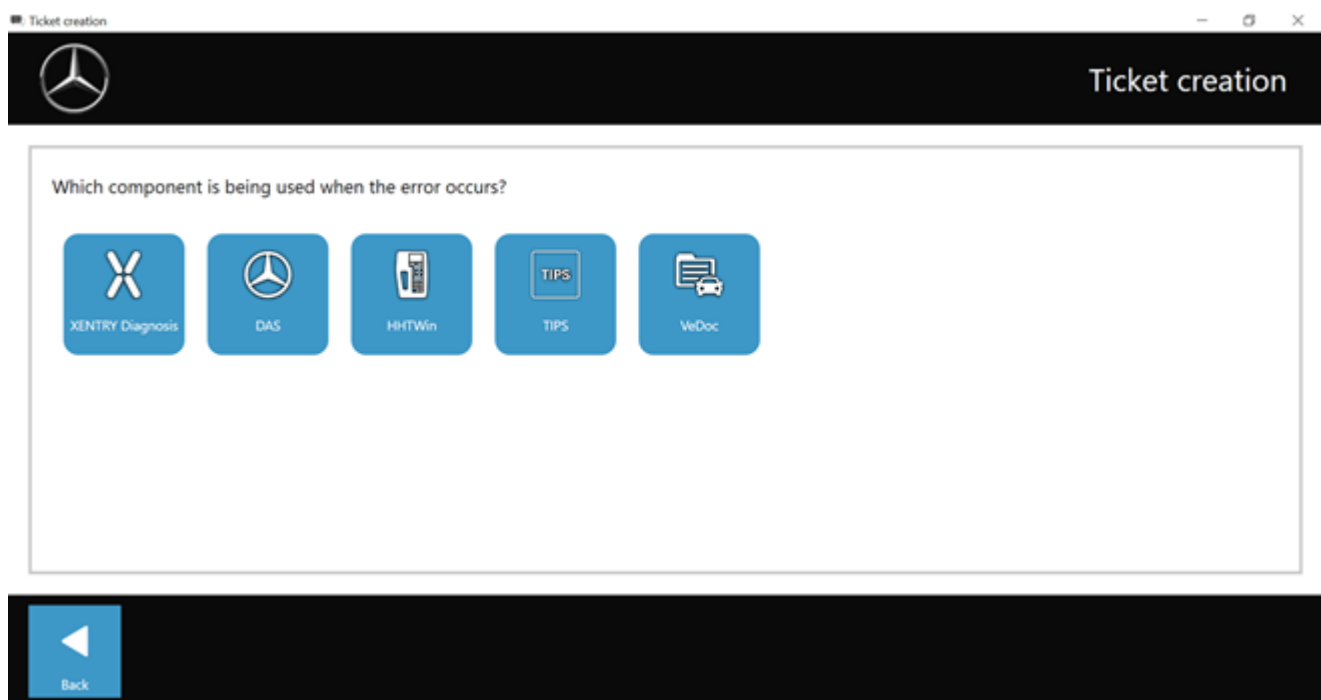 Ticket creation
Ticket creation
Which component is being used when the error occurs?
XENTRY Diagnosis
DAS
HHTWin
TIPS
TIPS
VeDoc
Back